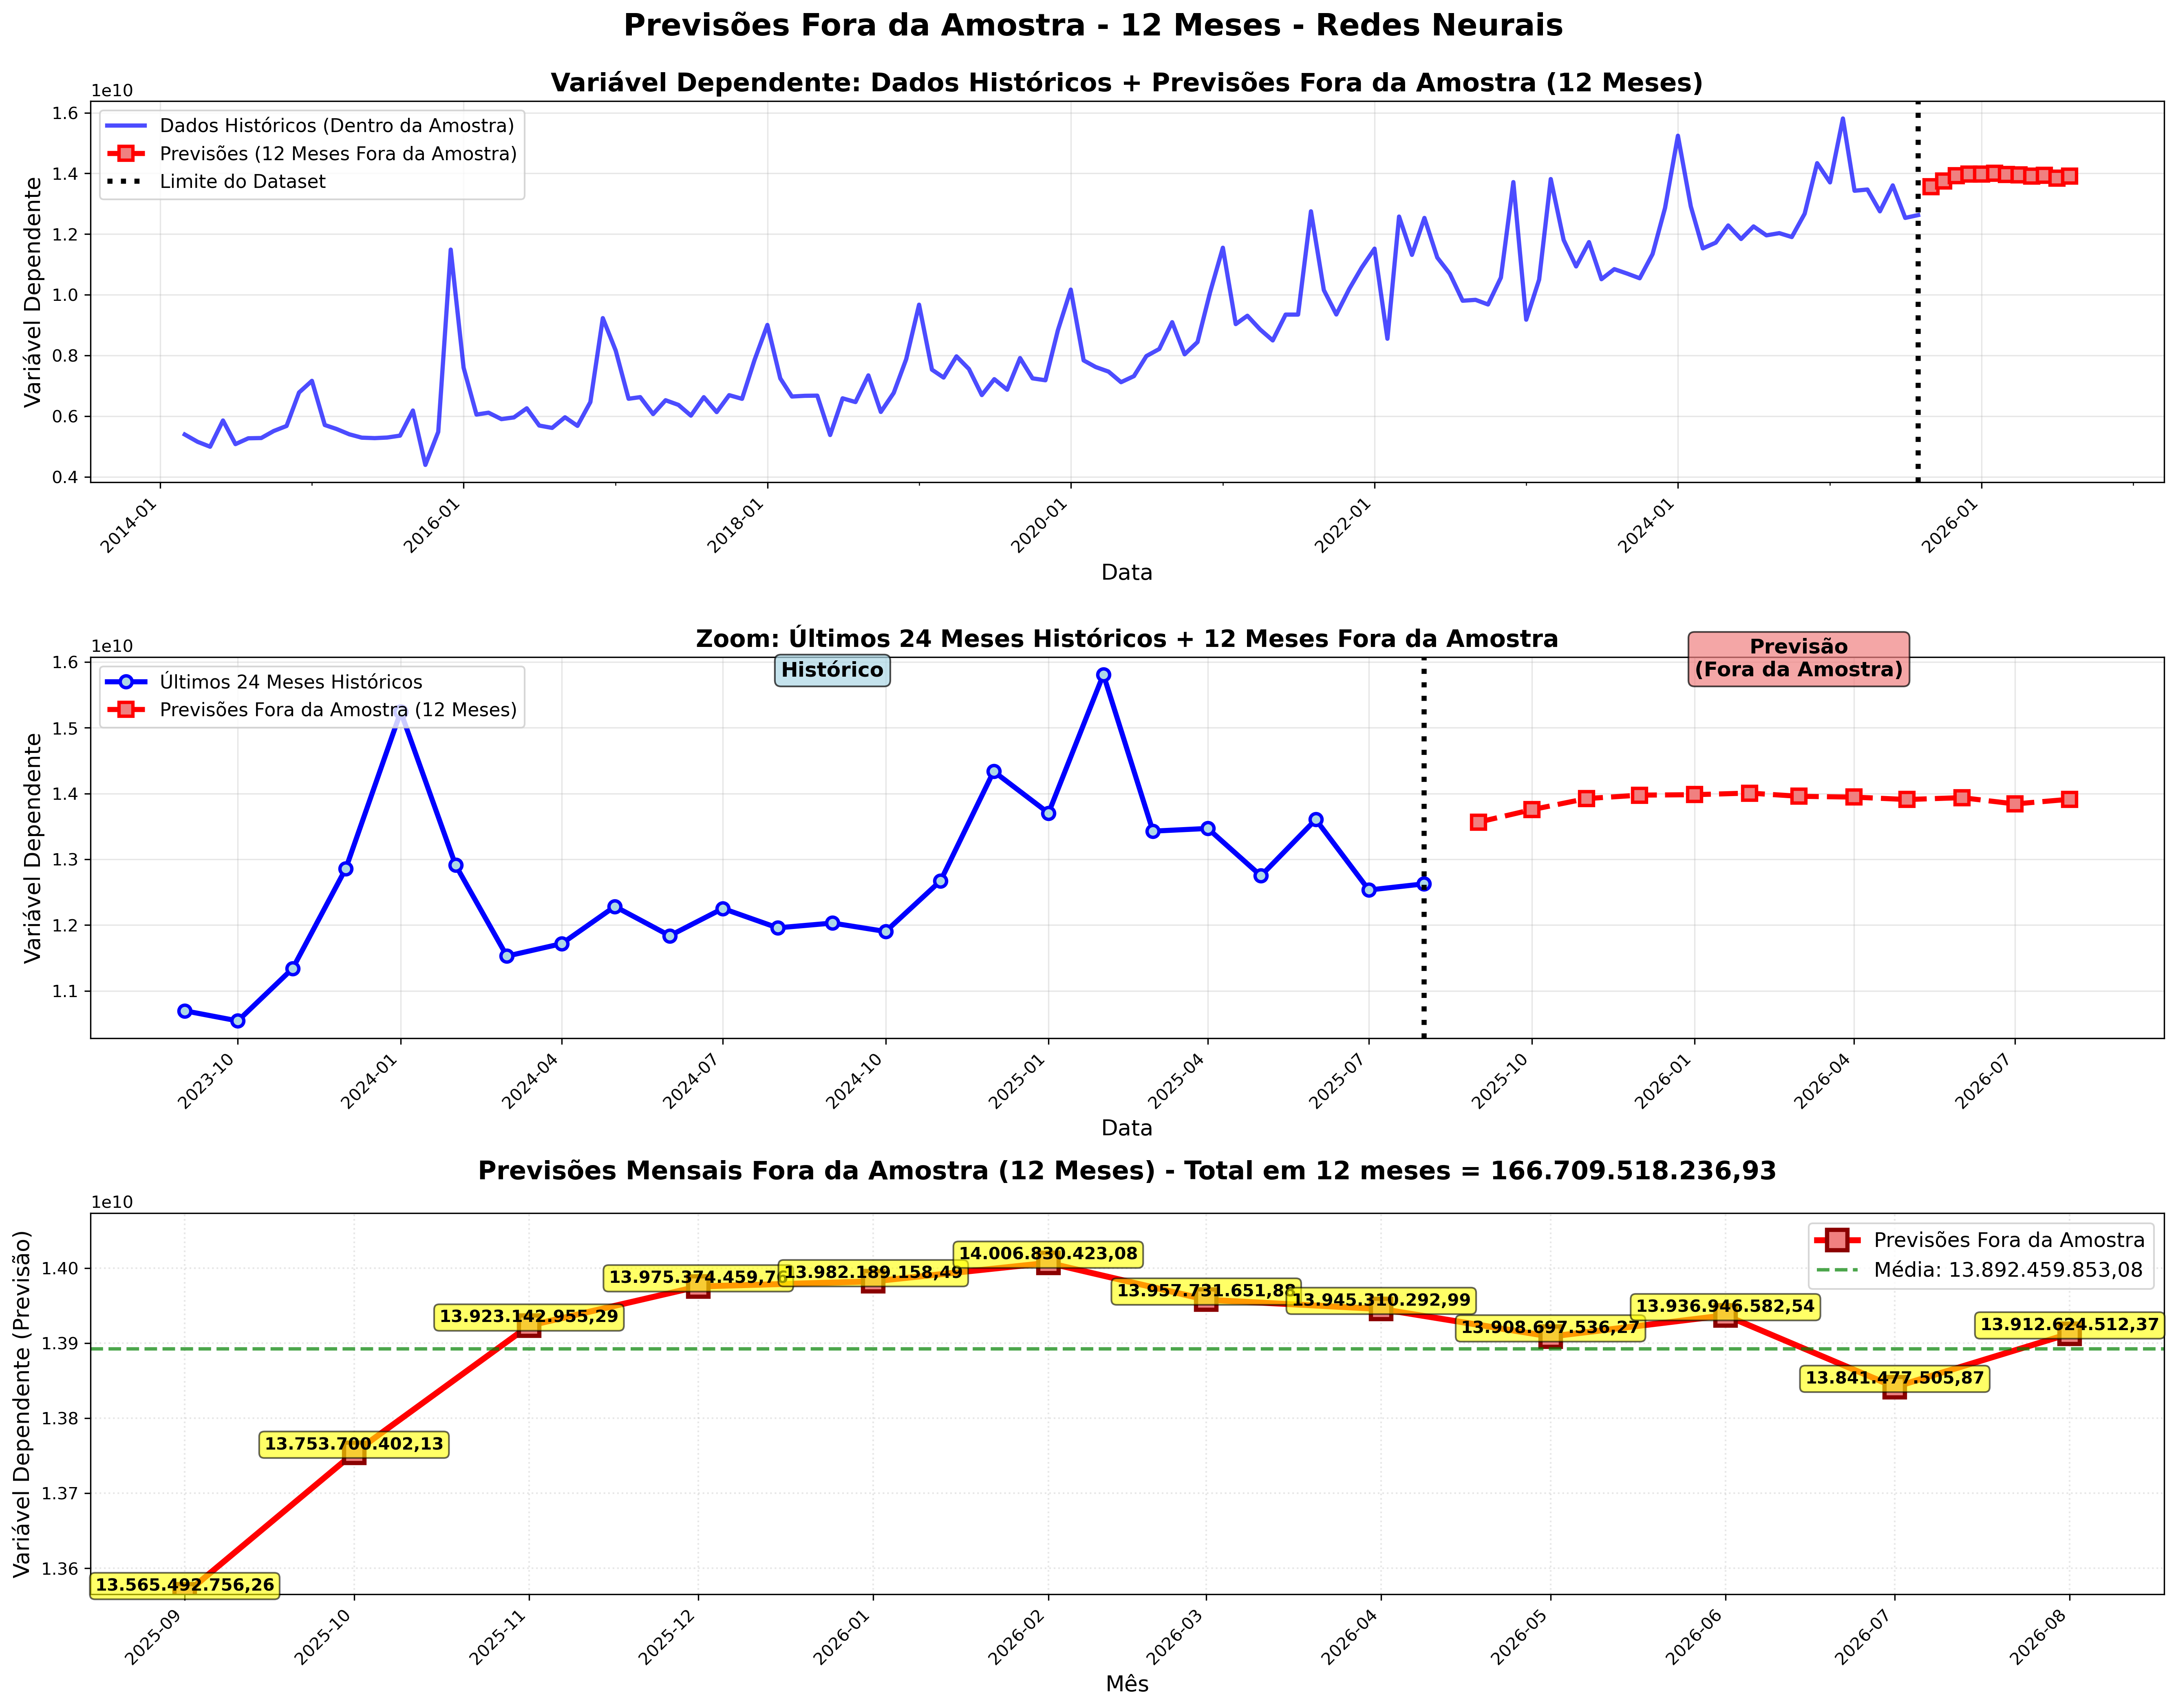 Previsões Fora da Amostra - 12 Meses - Redes Neurais
Variável Dependente: Dados Históricos + Previsões Fora da Amostra (12 Meses)
1e10
Dados Históricos (Dentro da Amostra)
Previsões (12 Meses Fora da Amostra)
Limite do Dataset
Variável Dependente
1.6
1.4
1.2
1.0
0.8
0.6
0.4
2014-01
2016-01
2018-01
2020-01
2022-01
2024-01
2026-01
Data
Zoom: Últimos 24 Meses Históricos + 12 Meses Fora da Amostra
1e10
Últimos 24 Meses Históricos
Previsões Fora da Amostra (12 Meses)
Histórico
Previsão
(Fora da Amostra)
Variável Dependente
1.6
1.5
1.4
1.3
1.2
1.1
2023-10
2024-01
2024-04
2024-07
2024-10
2025-01
2025-04
2025-07
2025-10
2026-01
2026-04
2026-07
Data
Previsões Mensais Fora da Amostra (12 Meses) - Total em 12 meses = 166.709.518.236,93
1e10
Previsões Fora da Amostra
Média: 13.892.459.853,08
Variável Dependente (Previsão)
1.40
1.39
1.38
1.37
1.36
13.565.492.756,26
13.753.700.402,13
13.923.142.955,29
13.975.374.459,76
13.982.189.158,49
14.006.830.423,08
13.957.731.651,88
13.945.310.292,99
13.908.697.536,27
13.936.946.582,54
13.841.477.505,87
13.912.624.512,37
2025-09
2025-10
2025-11
2025-12
2026-01
2026-02
2026-03
2026-04
2026-05
2026-06
2026-07
2026-08
Mês